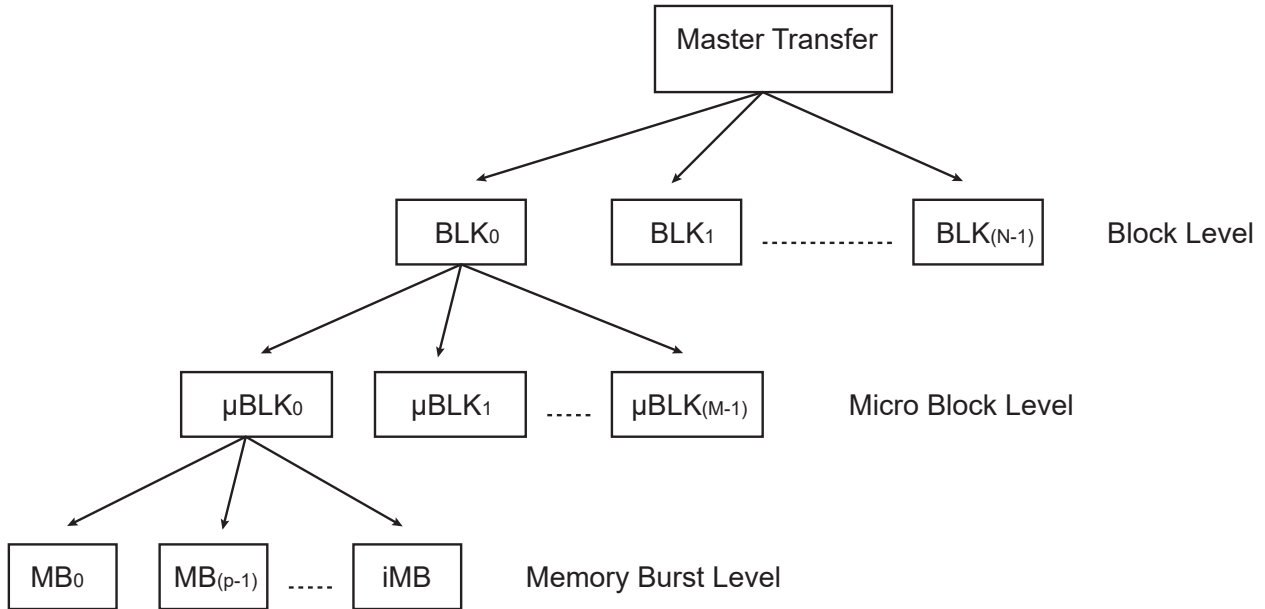 Master Transfer
BLK0 BLK1 BLK(N-1) Block Level
µBLK0 µBLK1 µBLK(M-1) Micro Block Level
MB0 MB(p-1) iMB Memory Burst Level